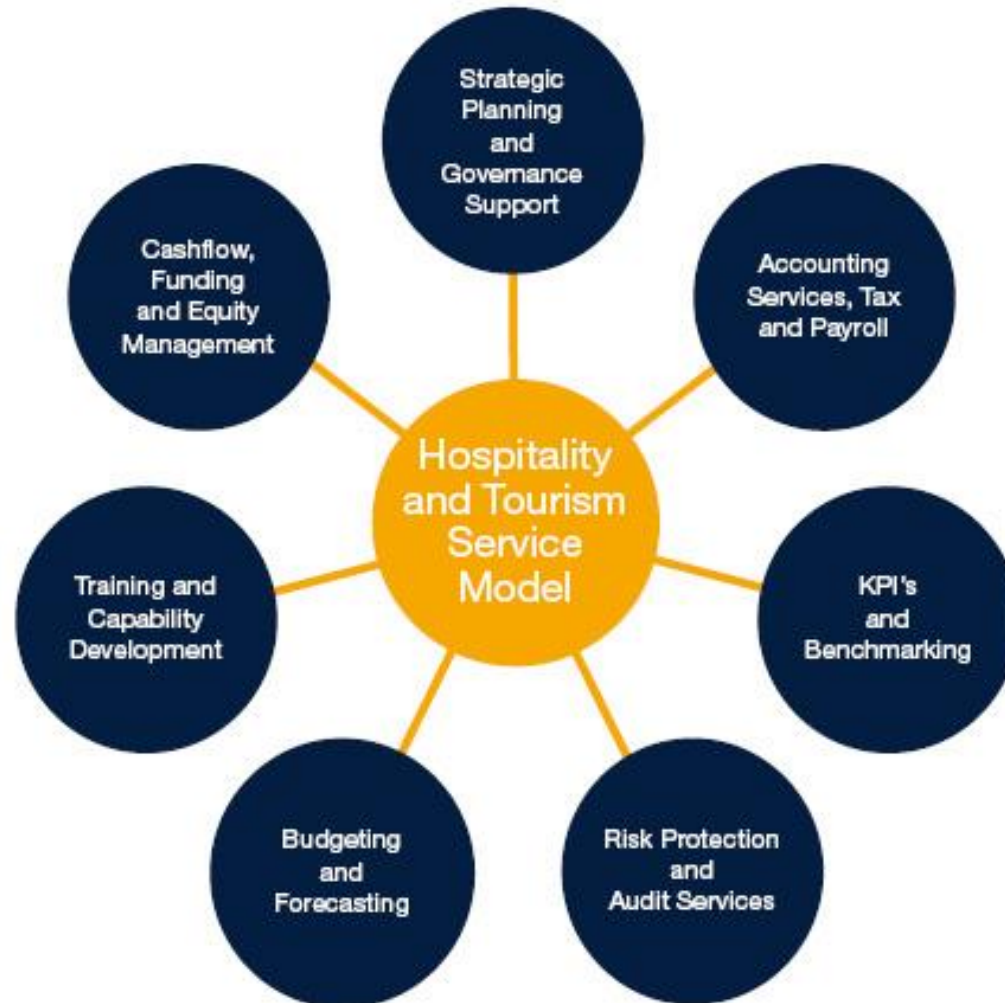 Strategic
Planning
and
Governance
Support
Accounting
Services, Tax
and Payroll
KPI's
and
Benchmarking
Risk Protection
and
Audit Services
Budgeting
and
Forecasting
Training and
Capability
Development
Cashflow,
Funding
and Equity
Management
Hospitality
and Tourism
Service
Model